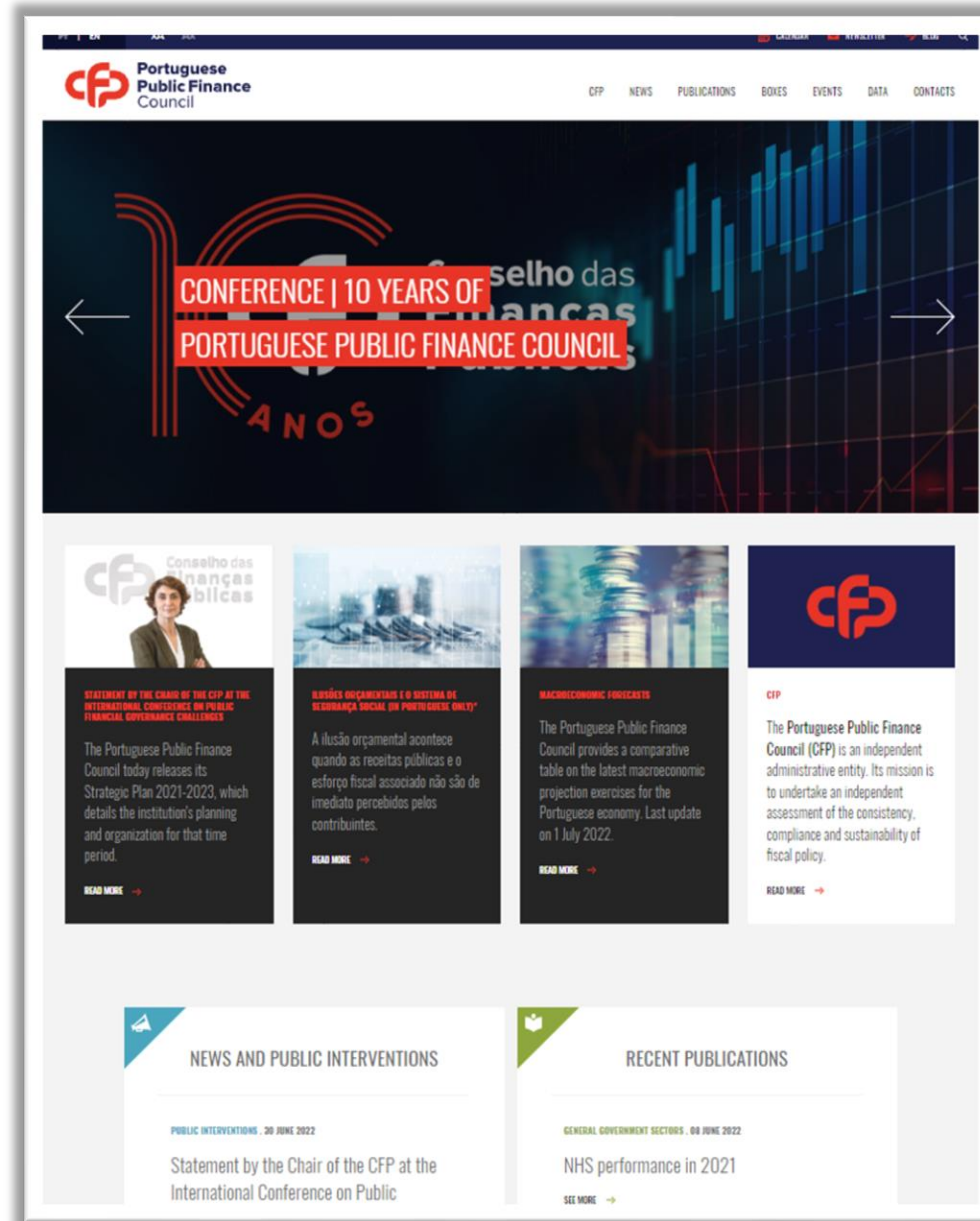 EN
CALENDAR
NEWSLETTER
BLOG
Portuguese
Public Finance
Council
CFP NEWS PUBLICATIONS BOXES EVENTS DATA CONTACTS
Conselho das
Finanças
Públicas
CONFERENCE | 10 YEARS OF
PORTUGUESE PUBLIC FINANCE COUNCIL
ANOS
Conselho das
Finanças
Públicas
STATEMENT BY THE CHAIR OF THE CFP AT THE
INTERNATIONAL CONFERENCE ON PUBLIC
FINANCIAL GOVERNANCE CHALLENGES
The Portuguese Public Finance
Council today releases its
Strategic Plan 2021-2023, which
details the institution's planning
and organization for that time
period.
READ MORE →
ILUSÕES ORÇAMENTAIS E O SISTEMA DE
SEGURANÇA SOCIAL (IN PORTUGUESE ONLY)*
A ilusão orçamental acontece
quando as receitas públicas e o
esforço fiscal associado não são de
imediato percebidos pelos
contribuintes.
READ MORE →
MACROECONOMIC FORECASTS
The Portuguese Public Finance
Council provides a comparative
table on the latest macroeconomic
projection exercises for the
Portuguese economy. Last update
on 1 July 2022.
READ MORE →
cfp
CFP
The Portuguese Public Finance
Council (CFP) is an independent
administrative entity. Its mission is
to undertake an independent
assessment of the consistency,
compliance and sustainability of
fiscal policy.
READ MORE →
NEWS AND PUBLIC INTERVENTIONS
PUBLIC INTERVENTIONS . 30 JUNE 2022
Statement by the Chair of the CFP at the
International Conference on Public
RECENT PUBLICATIONS
GENERAL GOVERNMENT SECTORS . 08 JUNE 2022
NHS performance in 2021
SEE MORE →